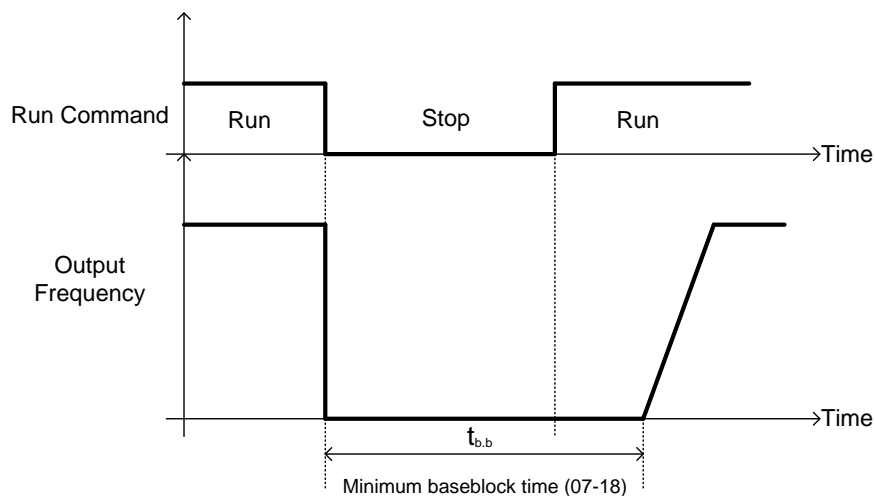 Run Command
Run
Stop
Run
Time
Output
Frequency
Time
tb.b
Minimum baseblock time (07-18)